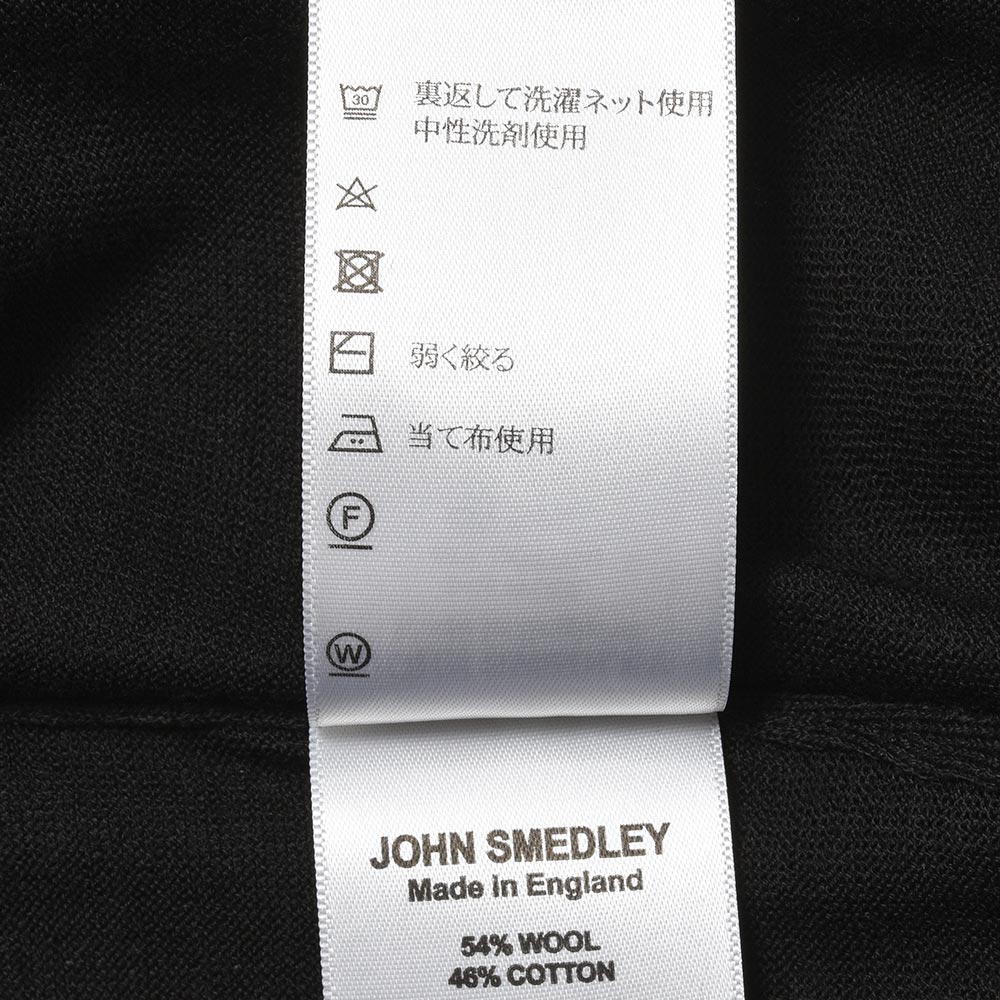 30
裏返して洗濯ネット使用
中性洗剤使用
弱く絞る
当て布使用
F
W
JOHN SMEDLEY
Made in England
54% WOOL
46% COTTON